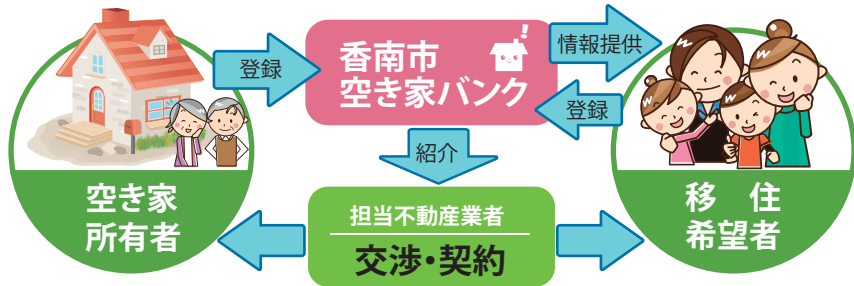 空き家
所有者
登録
香南市
空き家バンク
!
情報提供
登録
紹介
担当不動産業者
交渉・契約
移 住
希望者